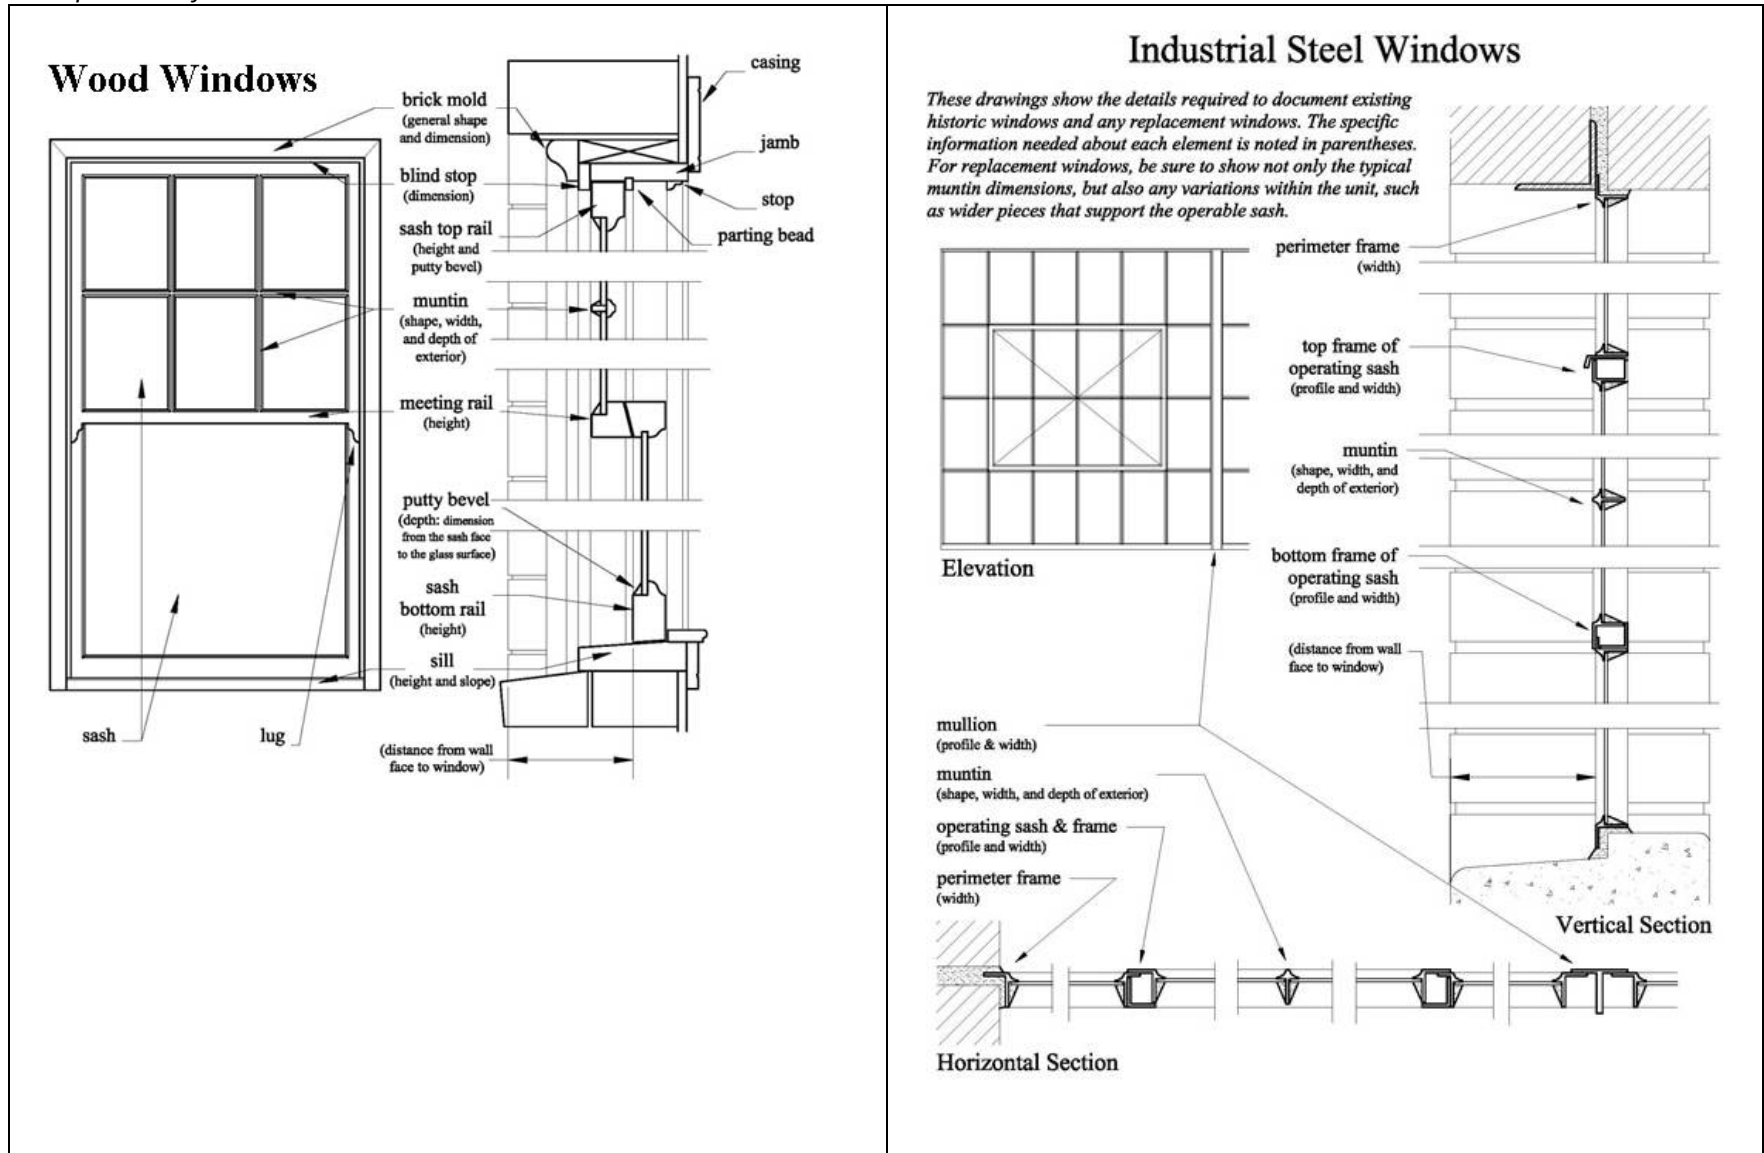 Wood Windows
casing
brick mold
(general shape
and dimension)
jamb
blind stop
(dimension)
stop
sash top rail
(height and
putty bevel)
parting bead
muntin
(shape, width,
and depth of
exterior)
meeting rail
(height)
putty bevel
(depth: dimension
from the sash face
to the glass surface)
sash
bottom rail
(height)
sill
(height and slope)
sash
lug
(distance from wall
face to window)
Industrial Steel Windows
These drawings show the details required to document existing
historic windows and any replacement windows. The specific
information needed about each element is noted in parentheses.
For replacement windows, be sure to show not only the typical
muntin dimensions, but also any variations within the unit, such
as wider pieces that support the operable sash.
perimeter frame
(width)
top frame of
operating sash
(profile and width)
muntin
(shape, width, and
depth of exterior)
Elevation
bottom frame of
operating sash
(profile and width)
(distance from wall
face to window)
mullion
(profile & width)
muntin
(shape, width, and depth of exterior)
operating sash & frame
(profile and width)
perimeter frame
(width)
Vertical Section
Horizontal Section